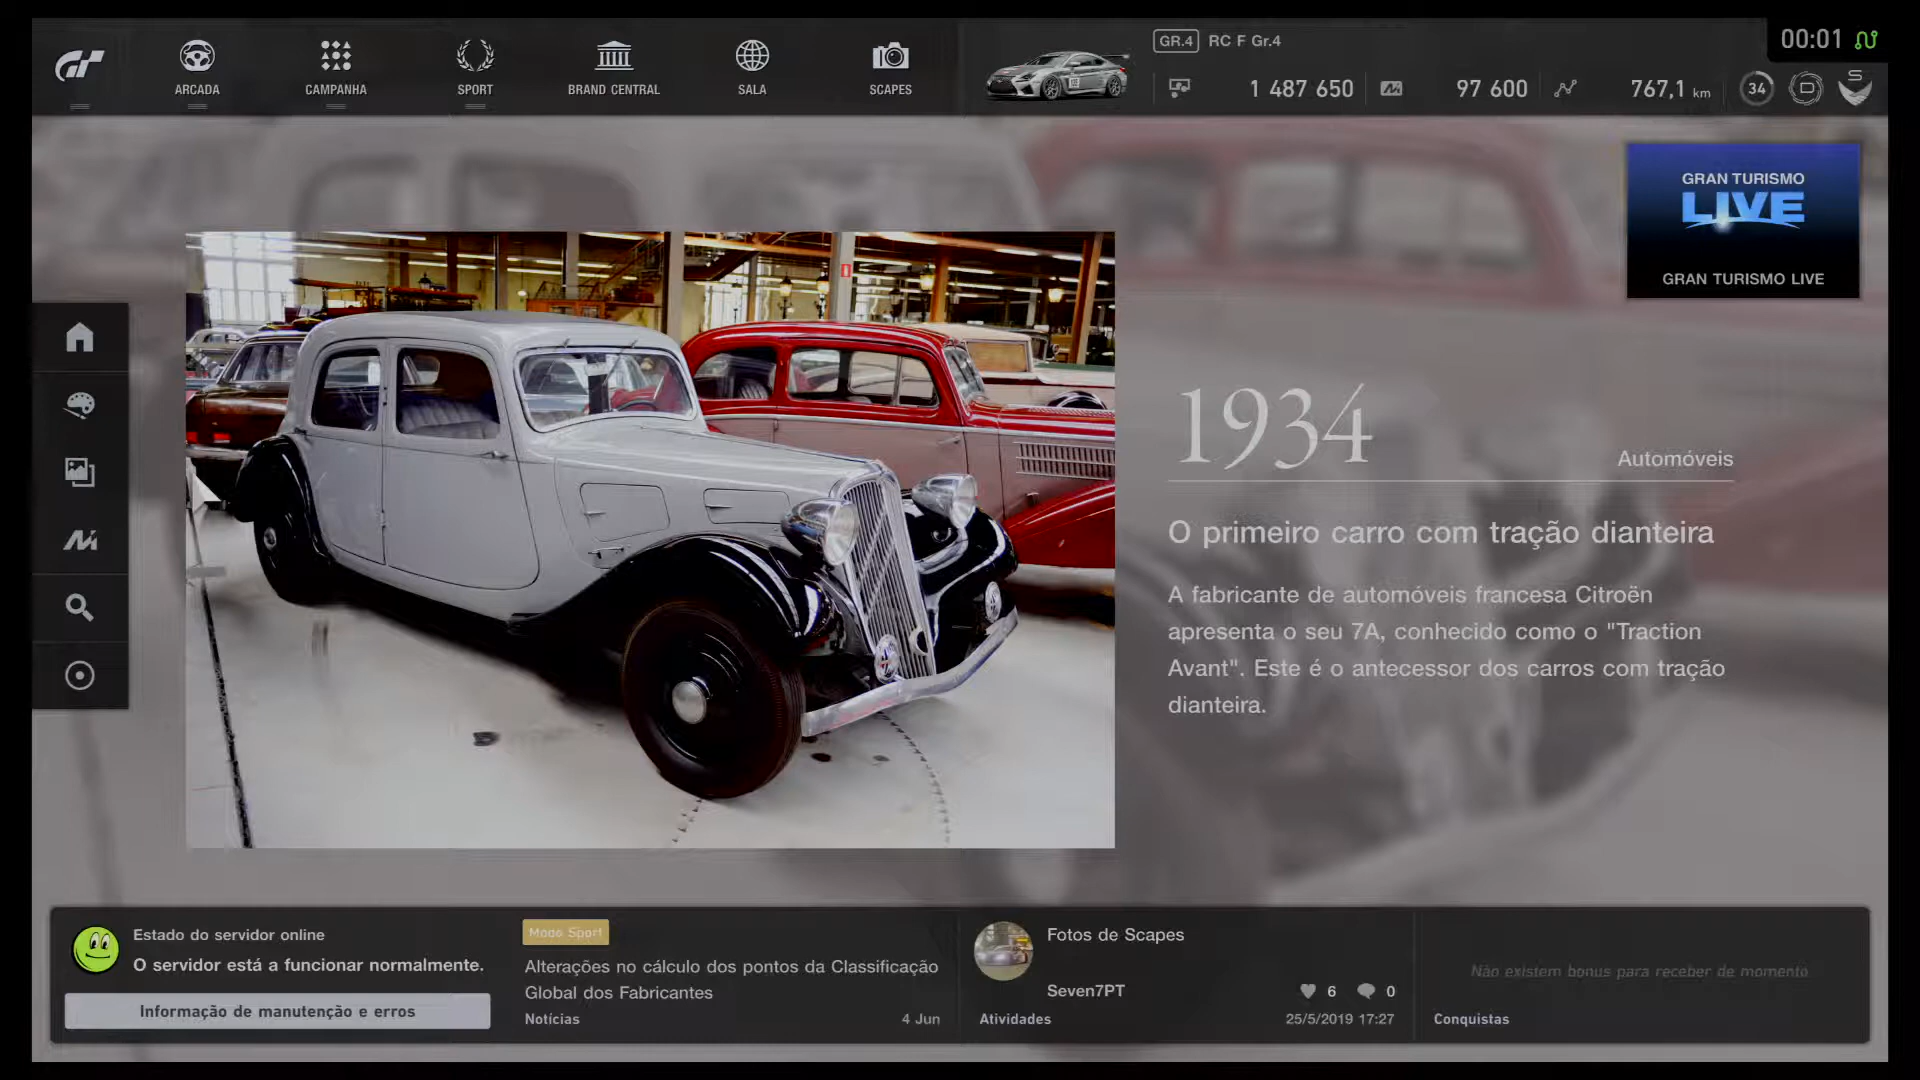 ARCADA
CAMPANHA
SPORT
BRAND CENTRAL
SALA
SCAPES
GR.4 RC F Gr.4
1 487 650
97 600
767,1 km
34
00:01
S
GRAN TURISMO
LIVE
GRAN TURISMO LIVE
1934
Automóveis
O primeiro carro com tração dianteira
A fabricante de automóveis francesa Citroën
apresenta o seu 7A, conhecido como o "Traction
Avant". Este é o antecessor dos carros com tração
dianteira.
Estado do servidor online
O servidor está a funcionar normalmente.
Informação de manutenção e erros
Modo Sport
Alterações no cálculo dos pontos da Classificação
Global dos Fabricantes
Notícias
4 Jun
Fotos de Scapes
Seven7PT
6
0
Atividades
25/5/2019 17:27
Não existem bonus para receber de momento
Conquistas